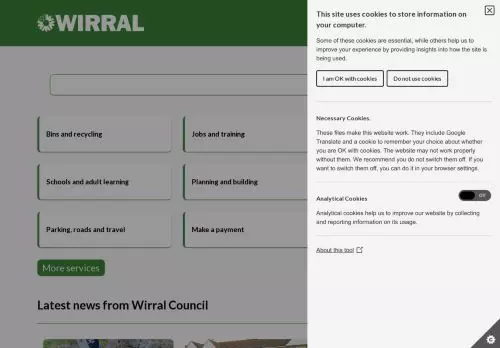 WIRRAL
Bins and recycling
Jobs and training
Schools and adult learning
Planning and building
Parking, roads and travel
Make a payment
More services
Latest news from Wirral Council
This site uses cookies to store information on
your computer.
Some of these cookies are essential, while others help us to
improve your experience by providing insights into how the site is
being used.
I am OK with cookies
Do not use cookies
Necessary Cookies.
These files make this website work. They include Google
Translate and a cookie to remember your choice about whether
you are OK with cookies. The website may not work properly
without them. We recommend you do not switch them off. If you
want to switch them off, you can do it in your browser settings.
Analytical Cookies
Off
Analytical cookies help us to improve our website by collecting
and reporting information on its usage.
About this tool